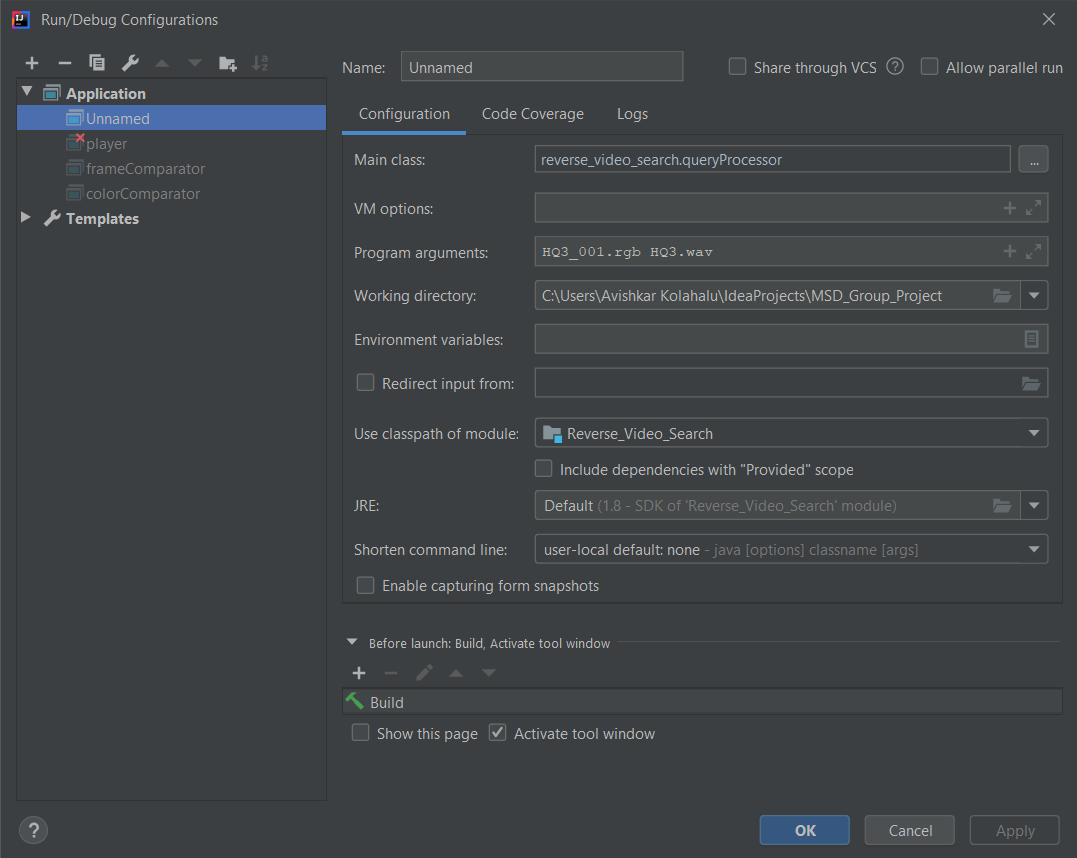 Run/Debug Configurations
Name: Unnamed
Share through VCS ?
Allow parallel run
Application
Unnamed
player
frameComparator
colorComparator
Templates
Configuration Code Coverage Logs
Main class: reverse_video_search.queryProcessor ...
VM options:
Program arguments: HQ3_001.rgb HQ3.wav
Working directory: C:\Users\Avishkar Kolahalu\IdeaProjects\MSD_Group_Project
Environment variables:
Redirect input from:
Use classpath of module: Reverse_Video_Search
Include dependencies with "Provided" scope
JRE: Default (1.8 - SDK of 'Reverse_Video_Search' module)
Shorten command line: user-local default: none - java [options] classname [args]
Enable capturing form snapshots
Before launch: Build, Activate tool window
Build
Show this page Activate tool window
? OK Cancel Apply